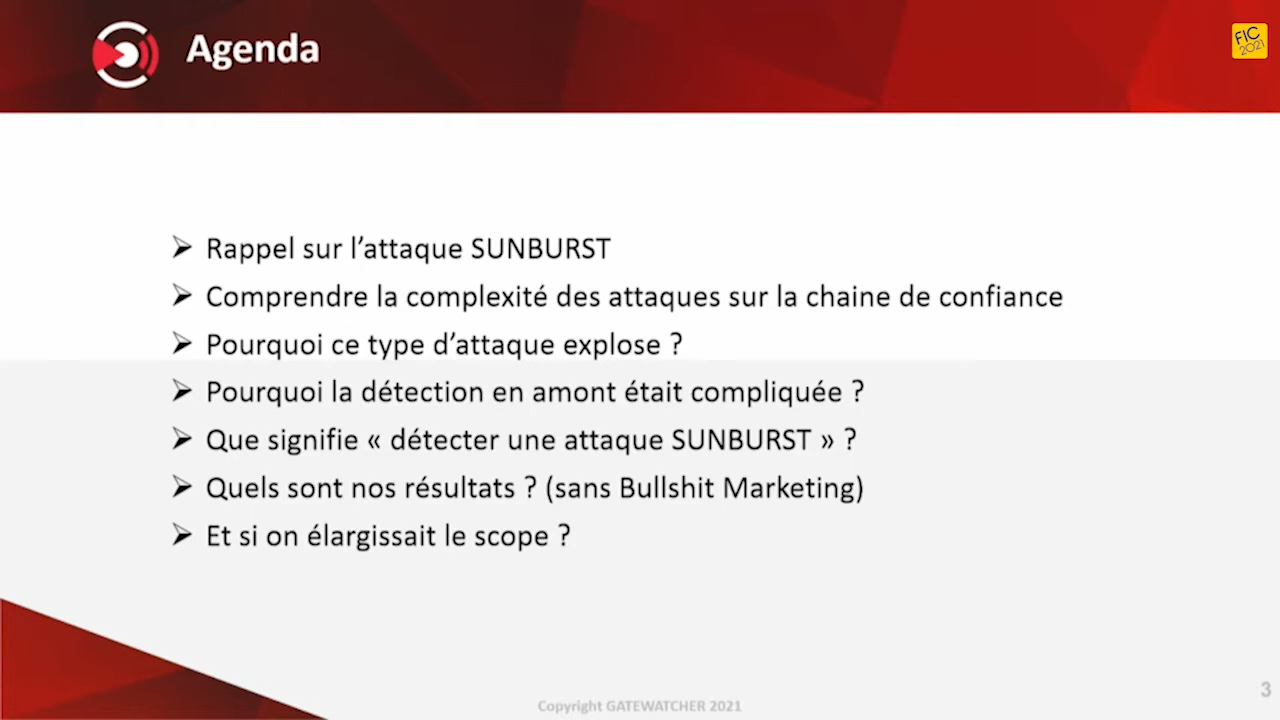 Agenda
FIC
2021
➢ Rappel sur l’attaque SUNBURST
➢ Comprendre la complexité des attaques sur la chaine de confiance
➢ Pourquoi ce type d’attaque explose ?
➢ Pourquoi la détection en amont était compliquée ?
➢ Que signifie « détecter une attaque SUNBURST » ?
➢ Quels sont nos résultats ? (sans Bullshit Marketing)
➢ Et si on élargissait le scope ?
3
Copyright GATEWATCHER 2021